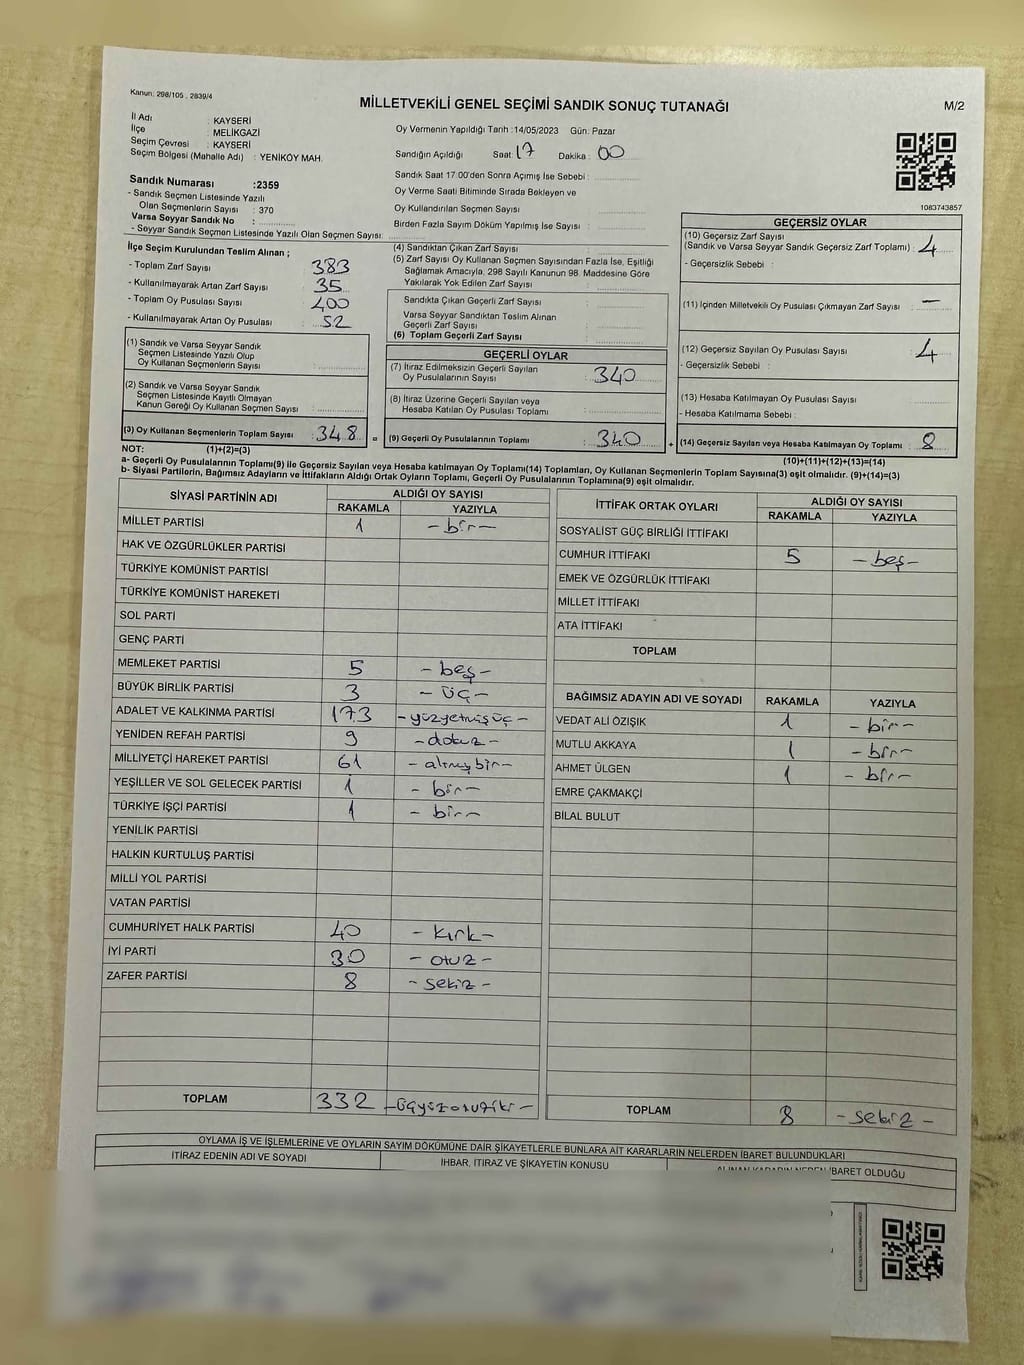 Kanun: 298/105 , 2839/4
MİLLETVEKİLİ GENEL SEÇİMİ SANDIK SONUÇ TUTANAĞI
M/2
İl Adı : KAYSERİ
İlçe : MELİKGAZİ
Seçim Çevresi : KAYSERİ
Seçim Bölgesi (Mahalle Adı) : YENİKÖY MAH.
Sandık Numarası :2359
- Sandık Seçmen Listesinde Yazılı
Olan Seçmenlerin Sayısı : 370
Varsa Seyyar Sandık No :
- Seyyar Sandık Seçmen Listesinde Yazılı Olan Seçmen Sayısı:
Oy Vermenin Yapıldığı Tarih :14/05/2023 Gün: Pazar
Sandığın Açıldığı Saat: 17 Dakika : 00
Sandık Saat 17:00'den Sonra Açımış İse Sebebi :
Oy Verme Saati Bitiminde Sırada Bekleyen ve
Oy Kullandırılan Seçmen Sayısı :
Birden Fazla Sayım Döküm Yapılmış İse Sayısı :
1083743857
İlçe Seçim Kurulundan Teslim Alınan ;
- Toplam Zarf Sayısı : 383
- Kullanılmayarak Artan Zarf Sayısı : 35
- Toplam Oy Pusulası Sayısı : 400
- Kullanılmayarak Artan Oy Pusulası : 52
(4) Sandıktan Çıkan Zarf Sayısı :
(5) Zarf Sayısı Oy Kullanan Seçmen Sayısından Fazla İse, Eşitliği
Sağlamak Amacıyla, 298 Sayılı Kanunun 98. Maddesine Göre
Yakılarak Yok Edilen Zarf Sayısı :
Sandıkta Çıkan Geçerli Zarf Sayısı :
Varsa Seyyar Sandıktan Teslim Alınan
Geçerli Zarf Sayısı :
(6) Toplam Geçerli Zarf Sayısı :
GEÇERSİZ OYLAR
(10) Geçersiz Zarf Sayısı
(Sandık ve Varsa Seyyar Sandık Geçersiz Zarf Toplamı) : 4
- Geçersizlik Sebebi :
(11) İçinden Milletvekili Oy Pusulası Çıkmayan Zarf Sayısı : —
(12) Geçersiz Sayılan Oy Pusulası Sayısı : 4
- Geçersizlik Sebebi :
(13) Hesaba Katılmayan Oy Pusulası Sayısı :
- Hesaba Katılmama Sebebi :
(1) Sandık ve Varsa Seyyar Sandık
Seçmen Listesinde Yazılı Olup
Oy Kullanan Seçmenlerin Sayısı :
(2) Sandık ve Varsa Seyyar Sandık
Seçmen Listesinde Kayıtlı Olmayan
Kanun Gereği Oy Kullanan Seçmen Sayısı :
GEÇERLİ OYLAR
(7) İtiraz Edilmeksizin Geçerli Sayılan
Oy Pusulalarının Sayısı : 340
(8) İtiraz Üzerine Geçerli Sayılan veya
Hesaba Katılan Oy Pusulası Toplamı :
(3) Oy Kullanan Seçmenlerin Toplam Sayısı : 348 = (9) Geçerli Oy Pusulalarının Toplamı : 340 + (14) Geçersiz Sayılan veya Hesaba Katılmayan Oy Toplamı : 8
NOT: (1)+(2)=(3) (10)+(11)+(12)+(13)=(14)
a- Geçerli Oy Pusulalarının Toplamı(9) ile Geçersiz Sayılan veya Hesaba katılmayan Oy Toplamı(14) Toplamları, Oy Kullanan Seçmenlerin Toplam Sayısına(3) eşit olmalıdır. (9)+(14)=(3)
b- Siyasi Partilerin, Bağımsız Adayların ve İttifakların Aldığı Ortak Oyların Toplamı, Geçerli Oy Pusulalarının Toplamına(9) eşit olmalıdır.
SİYASİ PARTİNİN ADI ALDIĞI OY SAYISI
RAKAMLA YAZIYLA
MİLLET PARTİSİ 1 - bir -
HAK VE ÖZGÜRLÜKLER PARTİSİ
TÜRKİYE KOMÜNİST PARTİSİ
TÜRKİYE KOMÜNİST HAREKETİ
SOL PARTİ
GENÇ PARTİ
MEMLEKET PARTİSİ 5 - beş -
BÜYÜK BİRLİK PARTİSİ 3 - üç -
ADALET VE KALKINMA PARTİSİ 173 - yüzyetmişüç -
YENİDEN REFAH PARTİSİ 9 - dokuz -
MİLLİYETÇİ HAREKET PARTİSİ 61 - altmışbir -
YEŞİLLER VE SOL GELECEK PARTİSİ 1 - bir -
TÜRKİYE İŞÇİ PARTİSİ 1 - bir -
YENİLİK PARTİSİ
HALKIN KURTULUŞ PARTİSİ
MİLLİ YOL PARTİSİ
VATAN PARTİSİ
CUMHURİYET HALK PARTİSİ 40 - kırk -
İYİ PARTİ 30 - otuz -
ZAFER PARTİSİ 8 - sekiz -
TOPLAM 332 - üçyüzotuziki -
İTTİFAK ORTAK OYLARI ALDIĞI OY SAYISI
RAKAMLA YAZIYLA
SOSYALİST GÜÇ BİRLİĞİ İTTİFAKI
CUMHUR İTTİFAKI 5 - beş -
EMEK VE ÖZGÜRLÜK İTTİFAKI
MİLLET İTTİFAKI
ATA İTTİFAKI
TOPLAM
BAĞIMSIZ ADAYIN ADI VE SOYADI RAKAMLA YAZIYLA
VEDAT ALİ ÖZIŞIK 1 - bir -
MUTLU AKKAYA 1 - bir -
AHMET ÜLGEN 1 - bir -
EMRE ÇAKMAKÇİ
BİLAL BULUT
TOPLAM 8 - sekiz -
OYLAMA İŞ VE İŞLEMLERİNE VE OYLARIN SAYIM DÖKÜMÜNE DAİR ŞİKAYETLERLE BUNLARA AİT KARARLARIN NELERDEN İBARET BULUNDUKLARI
İTİRAZ EDENİN ADI VE SOYADI İHBAR, İTİRAZ VE ŞİKAYETİN KONUSU ALINAN KARARIN NEDEN İBARET OLDUĞU